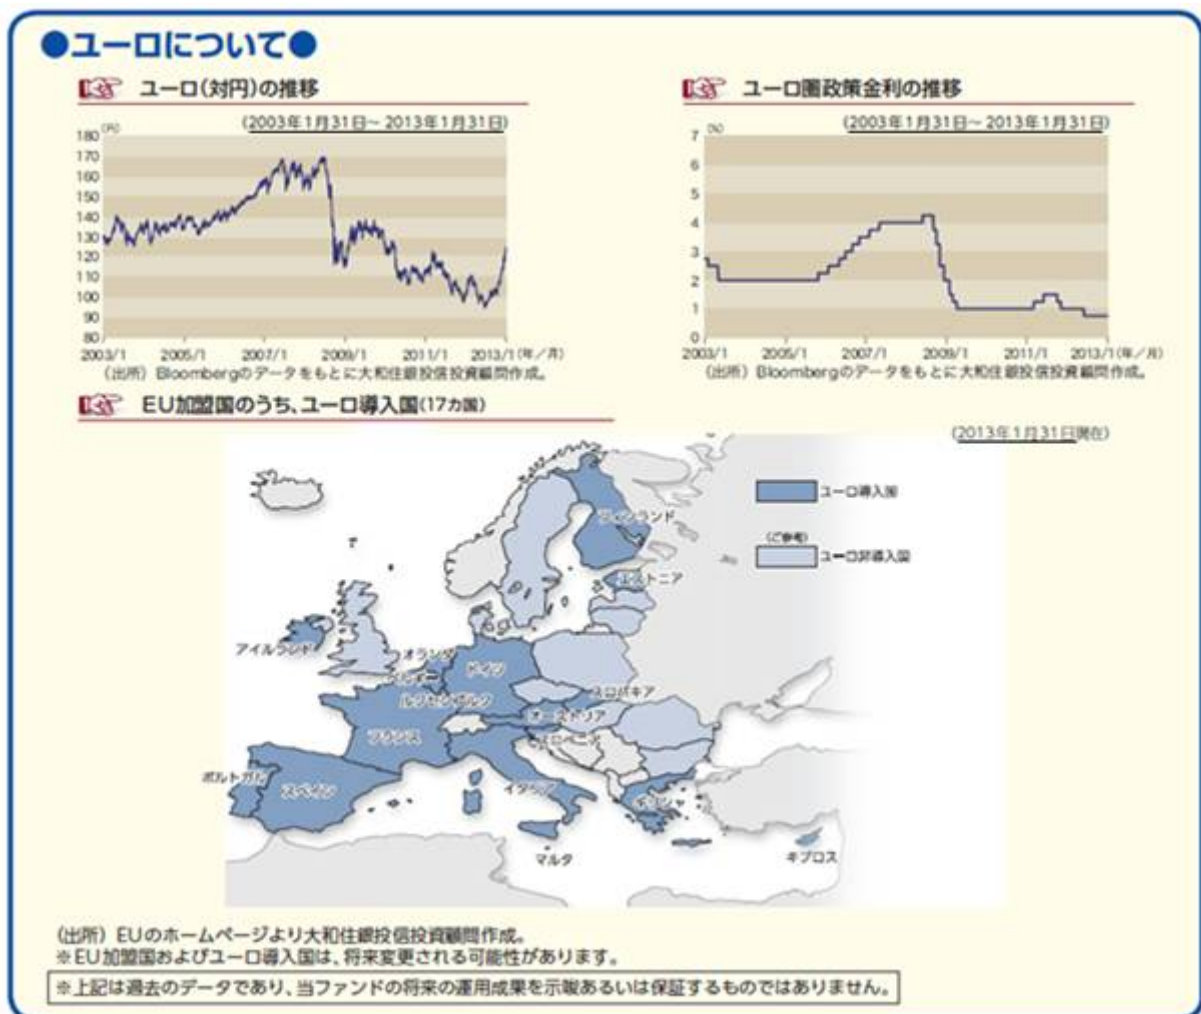 ●ユーロについて●
ユーロ(対円)の推移
(2003年1月31日～2013年1月31日)
(円)
180
170
160
150
140
130
120
110
100
90
80
2003/1 2005/1 2007/1 2009/1 2011/1 2013/1(年／月)
(出所) Bloombergのデータをもとに大和住銀投信投資顧問作成。
ユーロ圏政策金利の推移
(2003年1月31日～2013年1月31日)
(%)
7
6
5
4
3
2
1
0
2003/1 2005/1 2007/1 2009/1 2011/1 2013/1(年／月)
(出所) Bloombergのデータをもとに大和住銀投信投資顧問作成。
EU加盟国のうち、ユーロ導入国(17カ国)
(2013年1月31日現在)
ユーロ導入国
(ご参考)
ユーロ非導入国
フィンランド
エストニア
アイルランド
オランダ
ドイツ
ベルギー
スロバキア
ルクセンブルク
オーストリア
フランス
スロベニア
ポルトガル
スペイン
イタリア
ギリシャ
マルタ
キプロス
(出所) EUのホームページより大和住銀投信投資顧問作成。
※EU加盟国およびユーロ導入国は、将来変更される可能性があります。
※上記は過去のデータであり、当ファンドの将来の運用成果を示唆あるいは保証するものではありません。